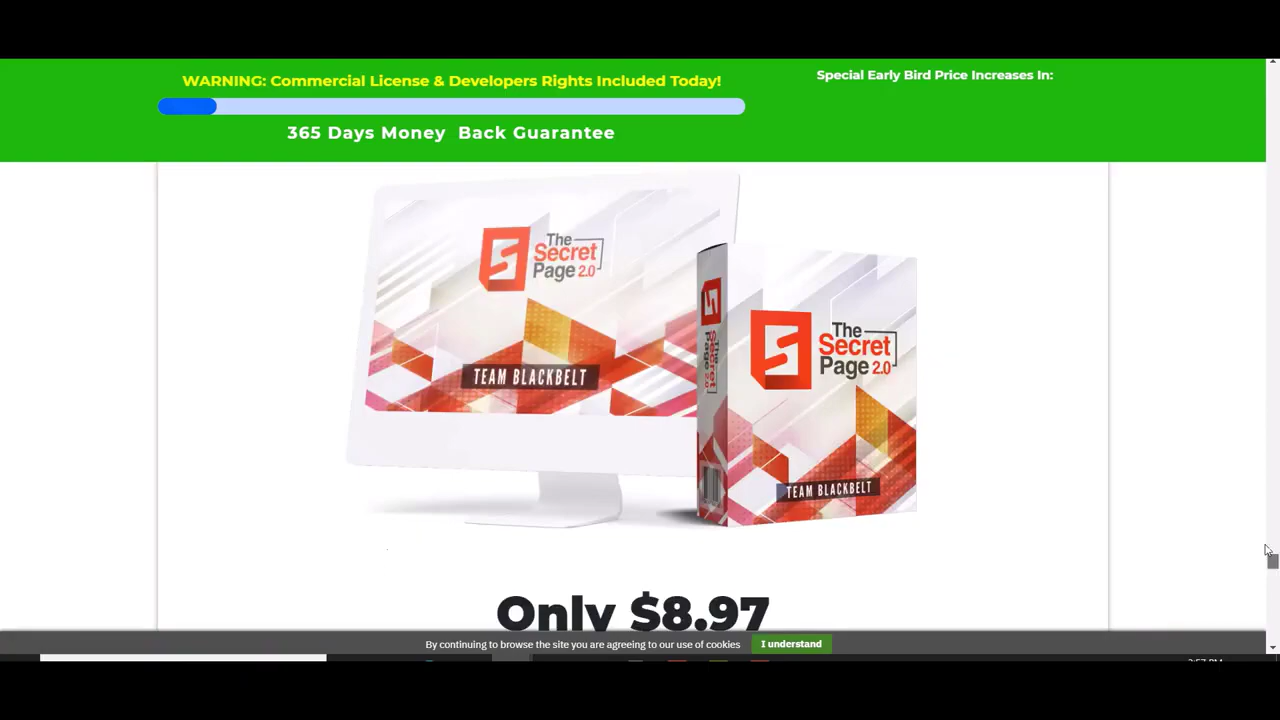 WARNING: Commercial License & Developers Rights Included Today!
Special Early Bird Price Increases In:
365 Days Money Back Guarantee
The
Secret
Page 2.0
TEAM BLACKBELT
The
Secret
Page 2.0
The
Secret
Page 2.0
TEAM BLACKBELT
Only $8.97
By continuing to browse the site you are agreeing to our use of cookies
I understand